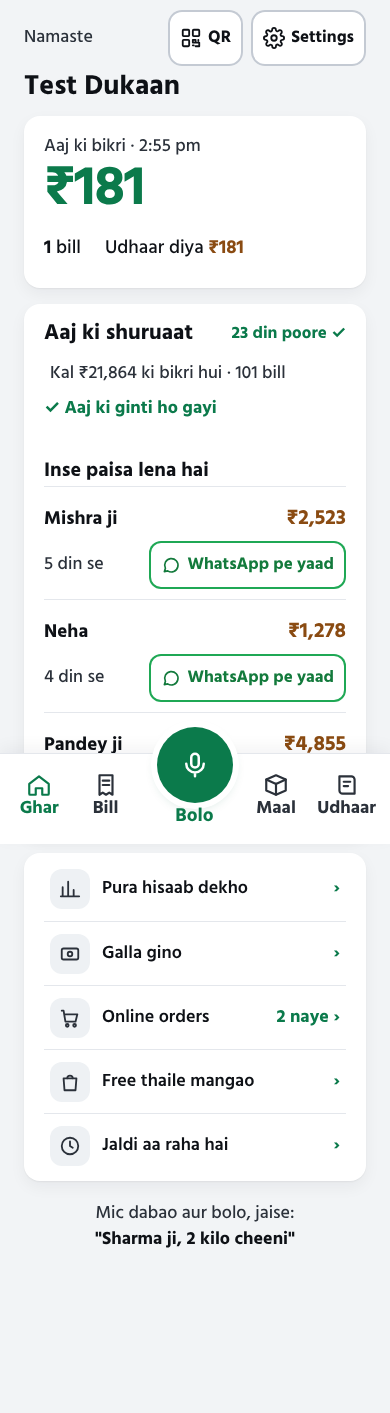 Namaste
QR
Settings
Test Dukaan
Aaj ki bikri · 2:55 pm
₹181
1 bill Udhaar diya ₹181
Aaj ki shuruaat 23 din poore ✓
Kal ₹21,864 ki bikri hui · 101 bill
✓ Aaj ki ginti ho gayi
Inse paisa lena hai
Mishra ji ₹2,523
5 din se WhatsApp pe yaad
Neha ₹1,278
4 din se WhatsApp pe yaad
Pandey ji ₹4,855
Ghar Bill Bolo Maal Udhaar
Pura hisaab dekho ›
Galla gino ›
Online orders 2 naye ›
Free thaile mangao ›
Jaldi aa raha hai ›
Mic dabao aur bolo, jaise:
"Sharma ji, 2 kilo cheeni"